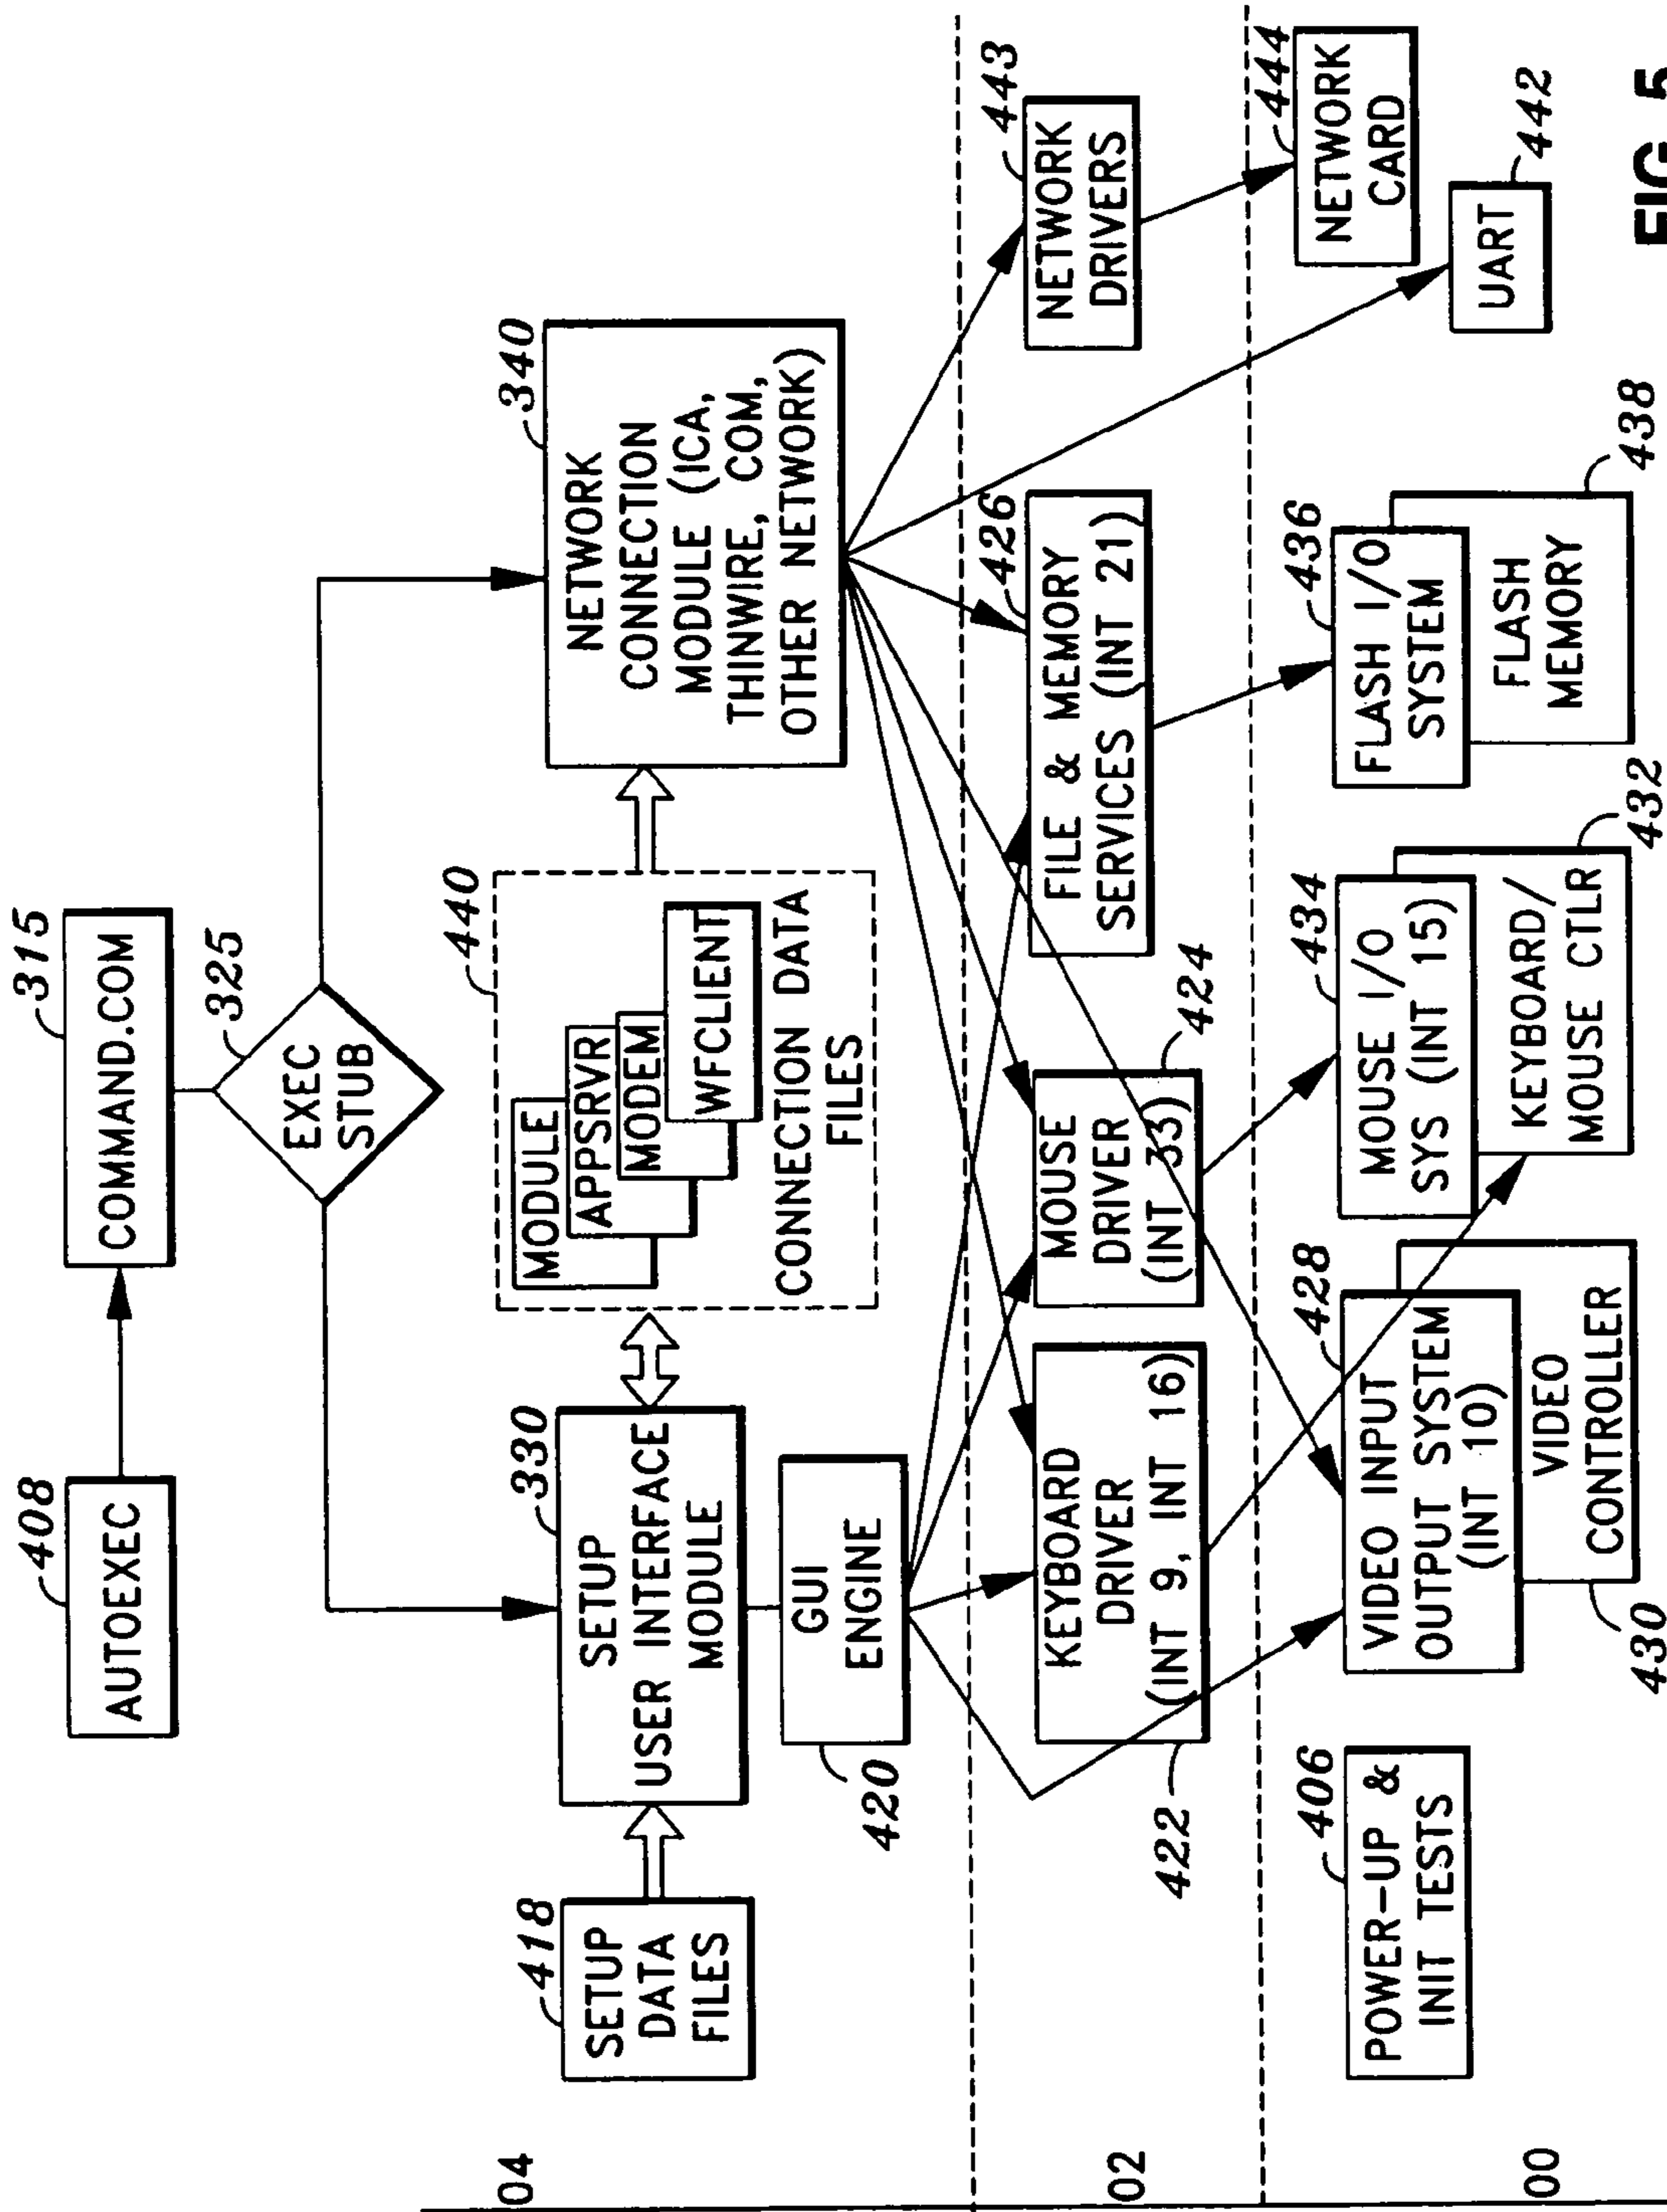 408
AUTOEXEC
315
COMMAND.COM
325
EXEC
STUB
04
418
SETUP
DATA
FILES
330
SETUP
USER INTERFACE
MODULE
440
MODULE
APPSRVR
MODEM
WFCLIENT
CONNECTION DATA
FILES
340
NETWORK
CONNECTION
MODULE (ICA,
THINWIRE, COM,
OTHER NETWORK)
GUI
ENGINE
420
02
KEYBOARD
DRIVER
(INT 9, INT 16)
422
MOUSE
DRIVER
(INT 33)
424
426
FILE & MEMORY
SERVICES (INT 21)
443
NETWORK
DRIVERS
00
406
POWER-UP &
INIT TESTS
428
VIDEO INPUT
OUTPUT SYSTEM
(INT 10)
VIDEO
CONTROLLER
430
434
MOUSE I/O
SYS (INT 15)
KEYBOARD/
MOUSE CTLR
432
436
FLASH I/O
SYSTEM
FLASH
MEMORY
438
444
NETWORK
CARD
UART
442
FIG. 5